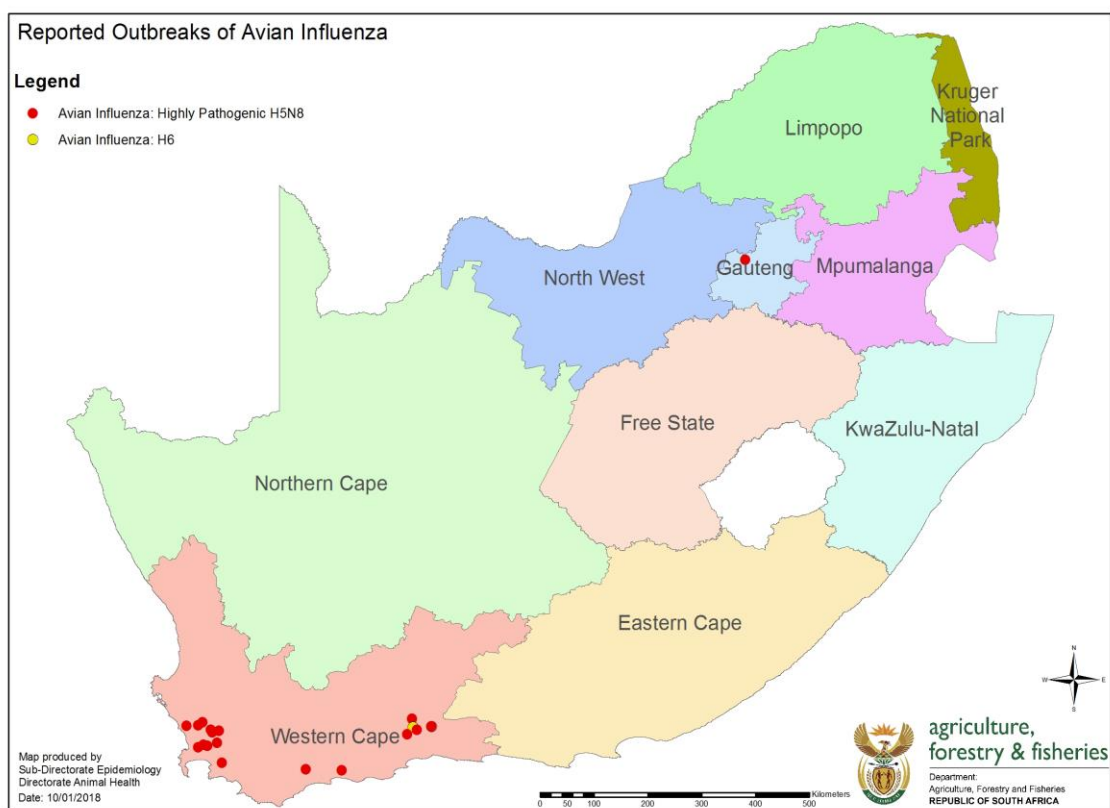 Reported Outbreaks of Avian Influenza
Legend
Avian Influenza: Highly Pathogenic H5N8
Avian Influenza: H6
Kruger
National
Park
Limpopo
North West
Gauteng
Mpumalanga
Free State
KwaZulu-Natal
Northern Cape
Eastern Cape
Western Cape
N
W
E
S
Map produced by
Sub-Directorate Epidemiology
Directorate Animal Health
Date: 10/01/2018
Kilometers
0 50 100 200 300 400 500
agriculture,
forestry & fisheries
Department:
Agriculture, Forestry and Fisheries
REPUBLIC OF SOUTH AFRICA